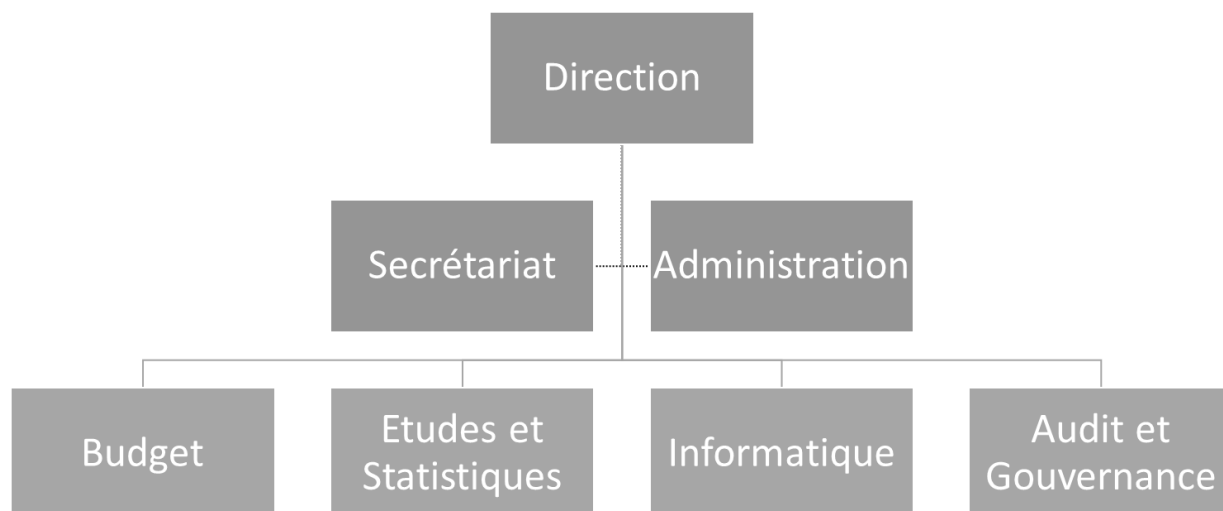 Direction
Secrétariat
Administration
Budget
Etudes et
Statistiques
Informatique
Audit et
Gouvernance